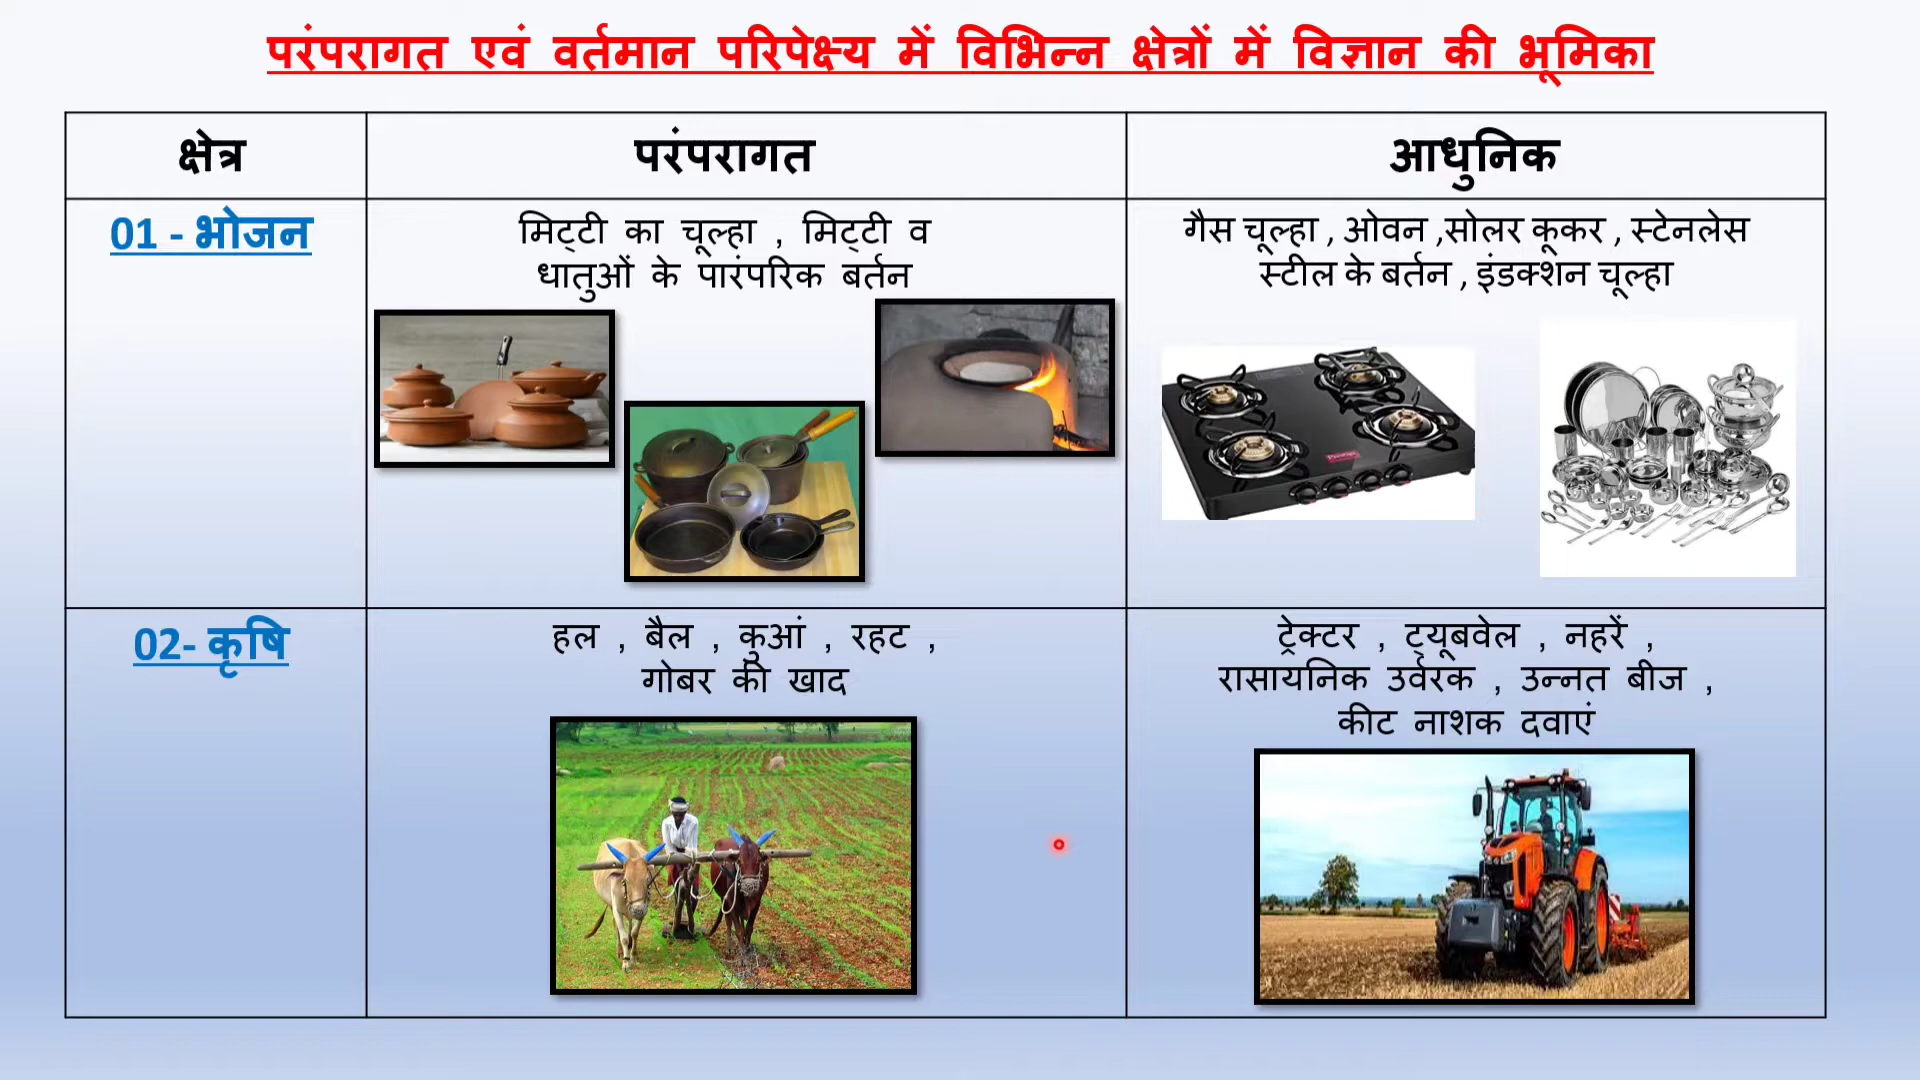 परंपरागत एवं वर्तमान परिपेक्ष्य में विभिन्न क्षेत्रों में विज्ञान की भूमिका
क्षेत्र
परंपरागत
आधुनिक
01 - भोजन
मिट्टी का चूल्हा , मिट्टी व
धातुओं के पारंपरिक बर्तन
गैस चूल्हा , ओवन ,सोलर कूकर , स्टेनलेस
स्टील के बर्तन , इंडक्शन चूल्हा
02- कृषि
हल , बैल , कुआं , रहट ,
गोबर की खाद
ट्रेक्टर , ट्यूबवेल , नहरें ,
रासायनिक उर्वरक , उन्नत बीज ,
कीट नाशक दवाएं